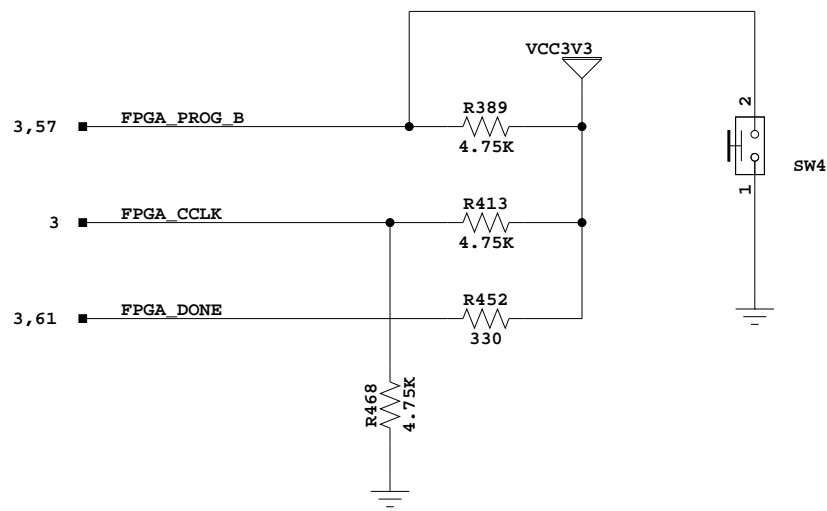 VCC3V3
3,57
FPGA_PROG_B
R389
4.75K
2
SW4
1
3
FPGA_CCLK
R413
4.75K
3,61
FPGA_DONE
R452
330
R468
4.75K